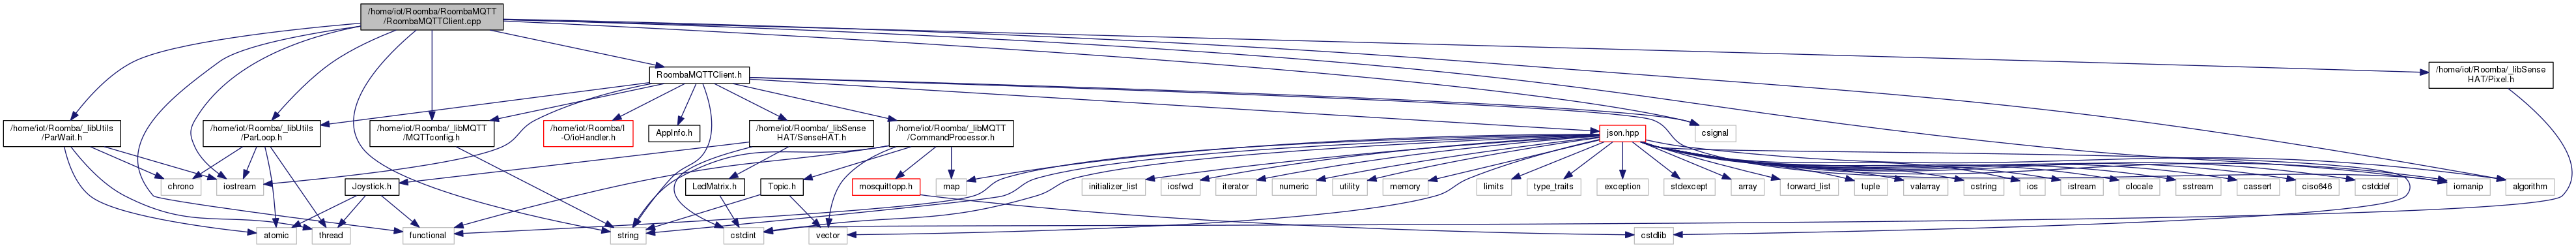 /home/iot/Roomba/RoombaMQTT
/RoombaMQTTClient.cpp
RoombaMQTTClient.h
/home/iot/Roomba/_libSense
HAT/Pixel.h
/home/iot/Roomba/_libUtils
/ParWait.h
/home/iot/Roomba/_libUtils
/ParLoop.h
/home/iot/Roomba/_libMQTT
/MQTTconfig.h
/home/iot/Roomba/I
-O/ioHandler.h
AppInfo.h
/home/iot/Roomba/_libSense
HAT/SenseHAT.h
/home/iot/Roomba/_libMQTT
/CommandProcessor.h
json.hpp
csignal
chrono
iostream
Joystick.h
LedMatrix.h
Topic.h
mosquittopp.h
map
initializer_list
iosfwd
iterator
numeric
utility
memory
limits
type_traits
exception
stdexcept
array
forward_list
tuple
valarray
cstring
ios
istream
clocale
sstream
cassert
ciso646
cstddef
iomanip
algorithm
atomic
thread
functional
string
cstdint
vector
cstdlib